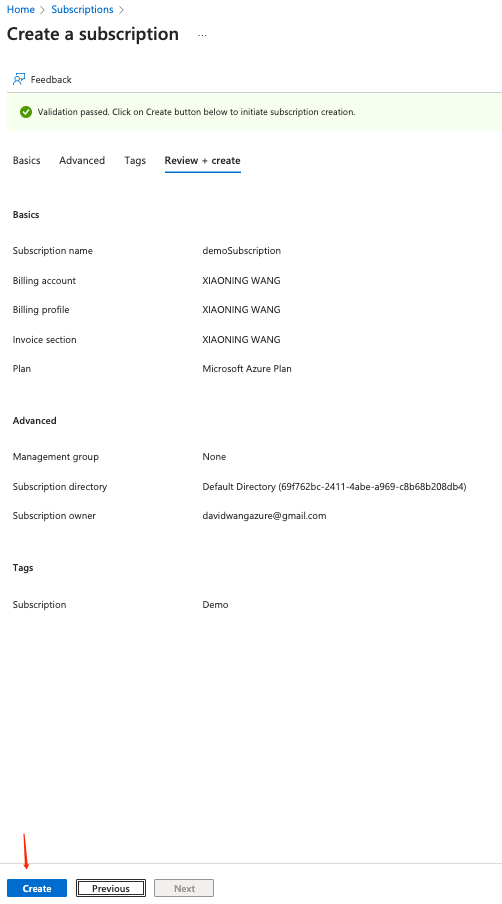 Home > Subscriptions >
Create a subscription ...
Feedback
Validation passed. Click on Create button below to initiate subscription creation.
Basics Advanced Tags Review + create
Basics
Subscription name demoSubscription
Billing account XIAONING WANG
Billing profile XIAONING WANG
Invoice section XIAONING WANG
Plan Microsoft Azure Plan
Advanced
Management group None
Subscription directory Default Directory (69f762bc-2411-4abe-a969-c8b68b208db4)
Subscription owner davidwangazure@gmail.com
Tags
Subscription Demo
Create Previous Next